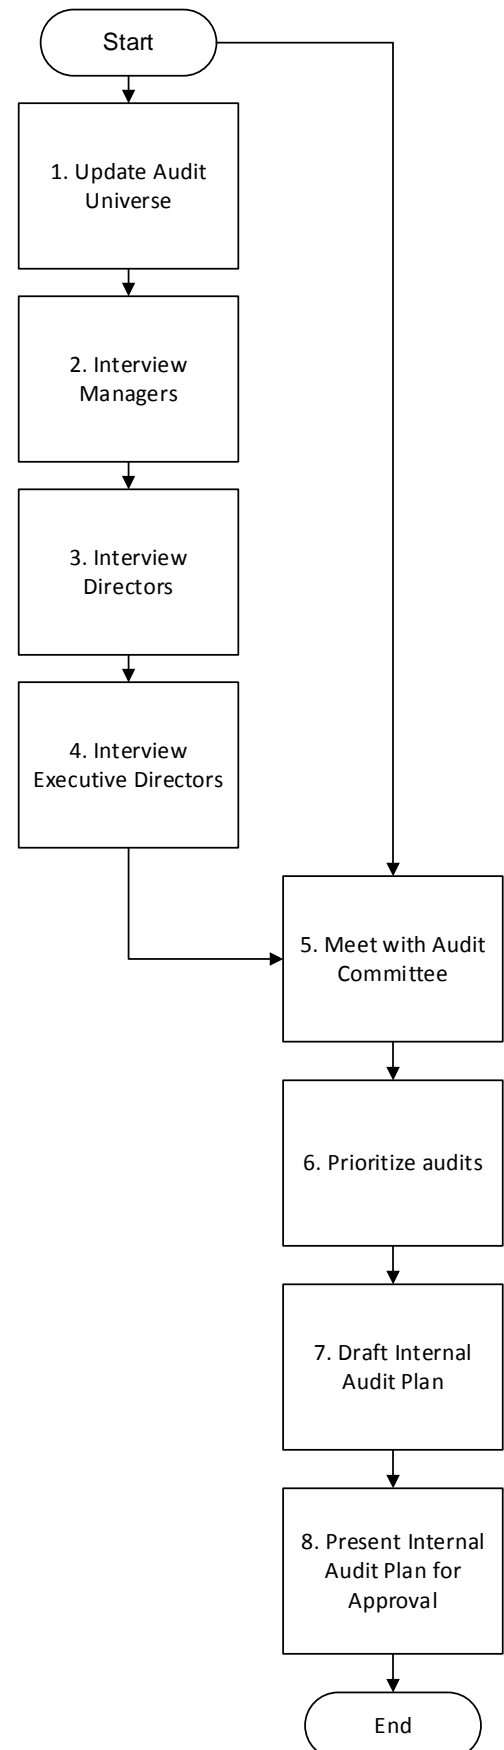 Start
1. Update Audit
Universe
2. Interview
Managers
3. Interview
Directors
4. Interview
Executive Directors
5. Meet with Audit
Committee
6. Prioritize audits
7. Draft Internal
Audit Plan
8. Present Internal
Audit Plan for
Approval
End